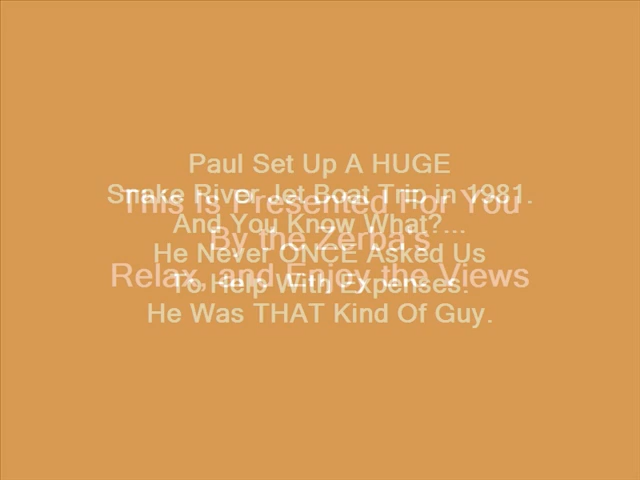 Paul Set Up A HUGE
Snake River Jet Boat Trip in 1981.
This Is Presented For You
And You Know What?...
By the Zerba's
He Never ONCE Asked Us
Relax, and Enjoy the Views
To Help With Expenses.
He Was THAT Kind Of Guy.